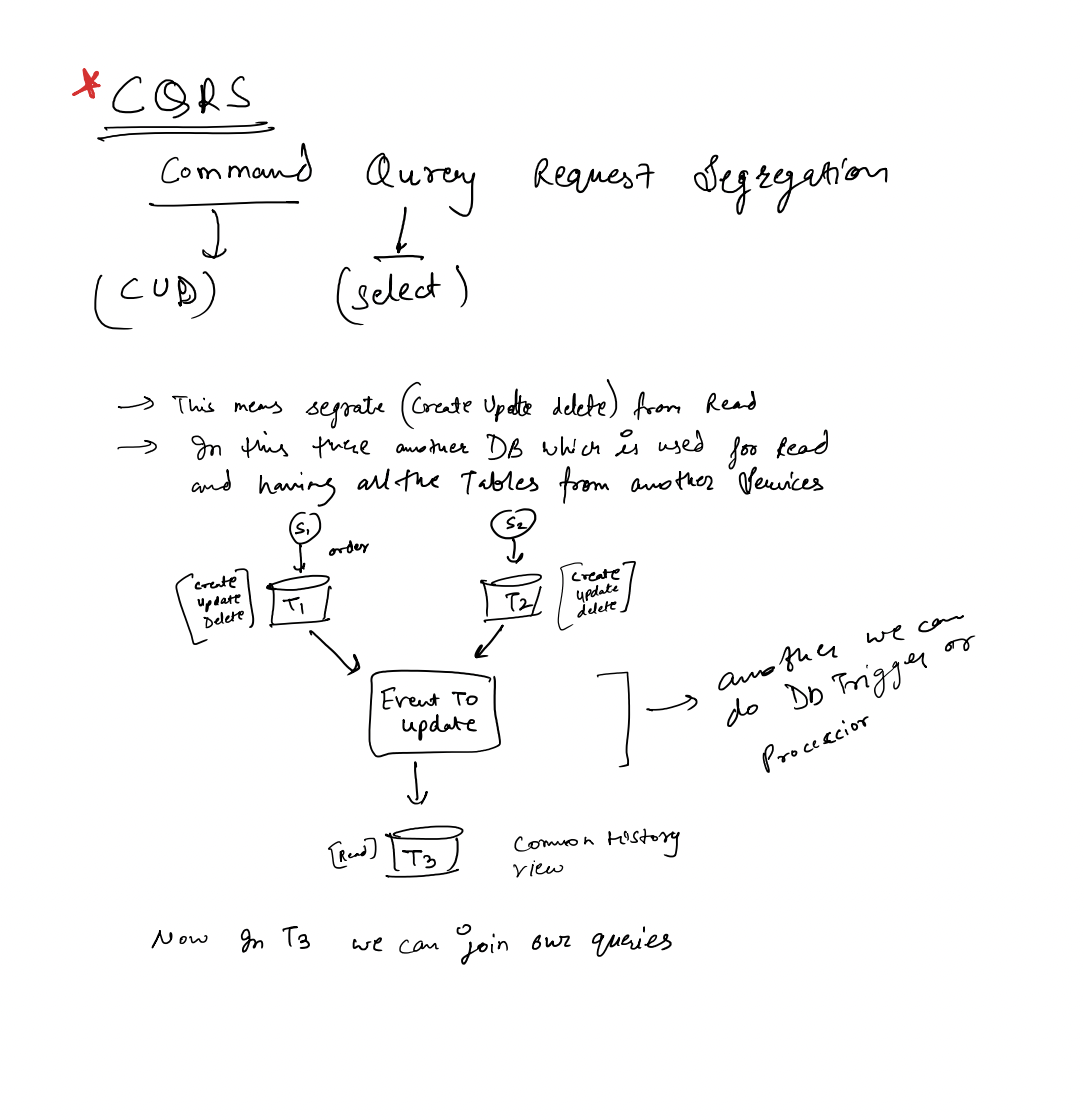 * CQRS
Command Qurey Request Segregation
(CUD) (select)
→ This means segrate (Create Update delete) from Read
→ In this there another DB which is used for Read
and having all the Tables from another Services
S1 S2
order
[Create update Delete] T1 T2 [Create update delete]
Event To update
another we can do DD Trigger or Processior
[Read] T3 Common History view
Now In T3 we can join our queries